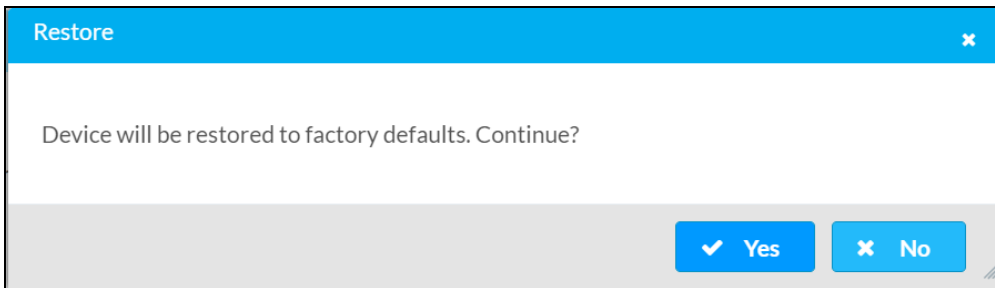 Restore
Device will be restored to factory defaults. Continue?
Yes No